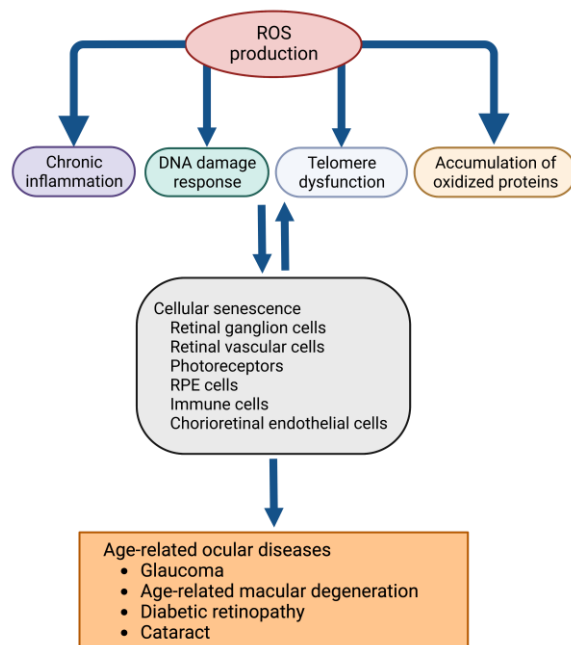 ROS
production
Chronic
inflammation
DNA damage
response
Telomere
dysfunction
Accumulation of
oxidized proteins
Cellular senescence
Retinal ganglion cells
Retinal vascular cells
Photoreceptors
RPE cells
Immune cells
Chorioretinal endothelial cells
Age-related ocular diseases
• Glaucoma
• Age-related macular degeneration
• Diabetic retinopathy
• Cataract